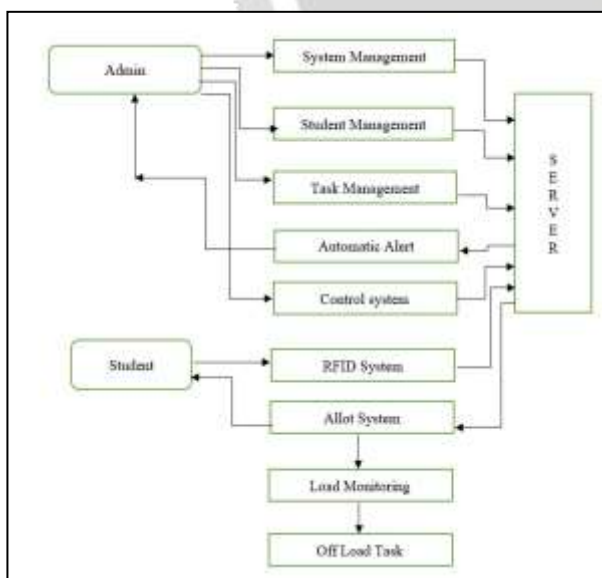 System Management
Admin
Student Management
S
E
R
V
E
R
Task Management
Automatic Alert
Control system
Student
RFID System
Allot System
Load Monitoring
Off Load Task